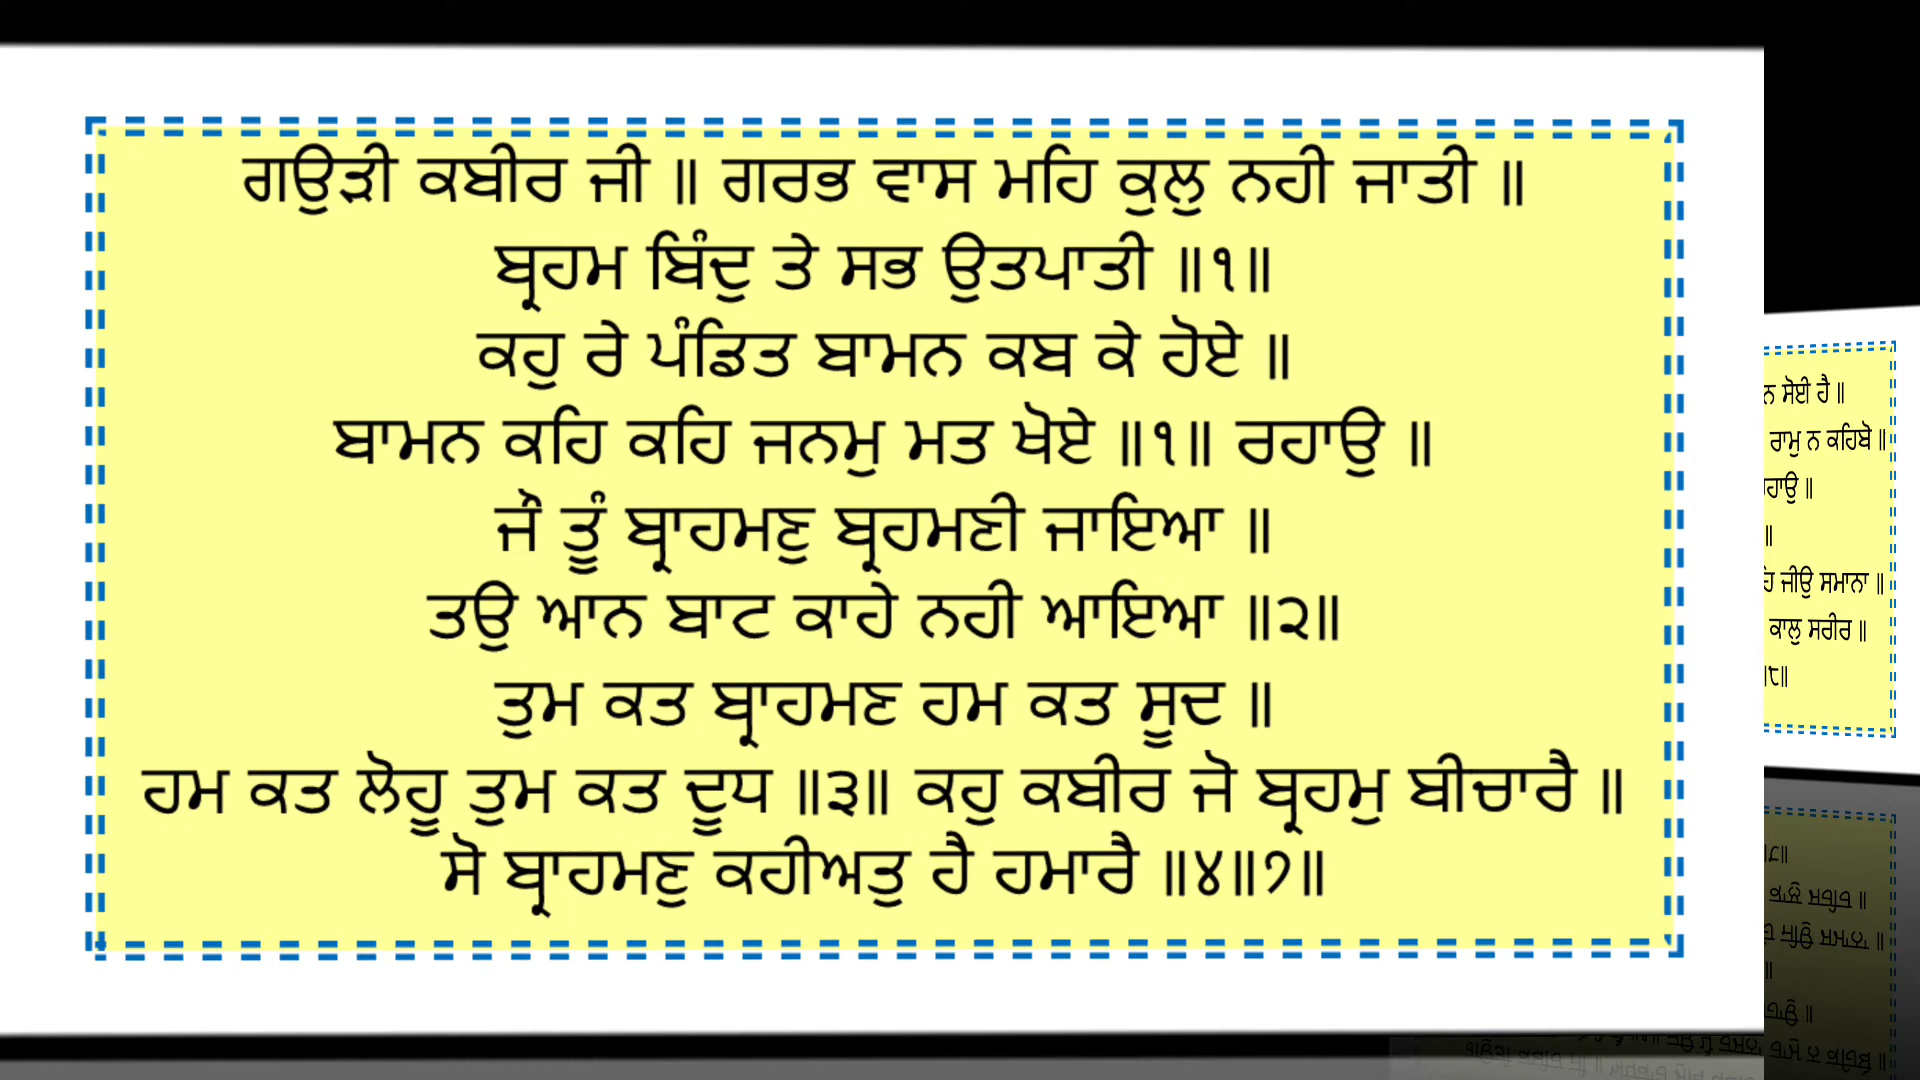 ਗਉੜੀ ਕਬੀਰ ਜੀ ॥ ਗਰਭ ਵਾਸ ਮਹਿ ਕੁਲੁ ਨਹੀ ਜਾਤੀ ॥
ਬ੍ਰਹਮ ਬਿੰਦੁ ਤੇ ਸਭ ਉਤਪਾਤੀ ॥੧॥
ਕਹੁ ਰੇ ਪੰਡਿਤ ਬਾਮਨ ਕਬ ਕੇ ਹੋਏ ॥
ਬਾਮਨ ਕਹਿ ਕਹਿ ਜਨਮੁ ਮਤ ਖੋਏ ॥੧॥ ਰਹਾਉ ॥
ਜੌ ਤੂੰ ਬ੍ਰਾਹਮਣੁ ਬ੍ਰਹਮਣੀ ਜਾਇਆ ॥
ਤਉ ਆਨ ਬਾਟ ਕਾਹੇ ਨਹੀ ਆਇਆ ॥੨॥
ਤੁਮ ਕਤ ਬ੍ਰਾਹਮਣ ਹਮ ਕਤ ਸੂਦ ॥
ਹਮ ਕਤ ਲੋਹੂ ਤੁਮ ਕਤ ਦੂਧ ॥੩॥ ਕਹੁ ਕਬੀਰ ਜੋ ਬ੍ਰਹਮੁ ਬੀਚਾਰੈ ॥
ਸੋ ਬ੍ਰਾਹਮਣੁ ਕਹੀਅਤੁ ਹੈ ਹਮਾਰੈ ॥੪॥੭॥
ਸੋਈ ਹੈ ॥
ਰਾਮੁ ਨ ਕਹਿਬੋ ॥
॥
ਜੀਉ ਸਮਾਨਾ ॥
ਕਾਲੁ ਸਰੀਰ ॥